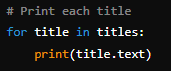 # Print each title
for title in titles:
    print(title.text)